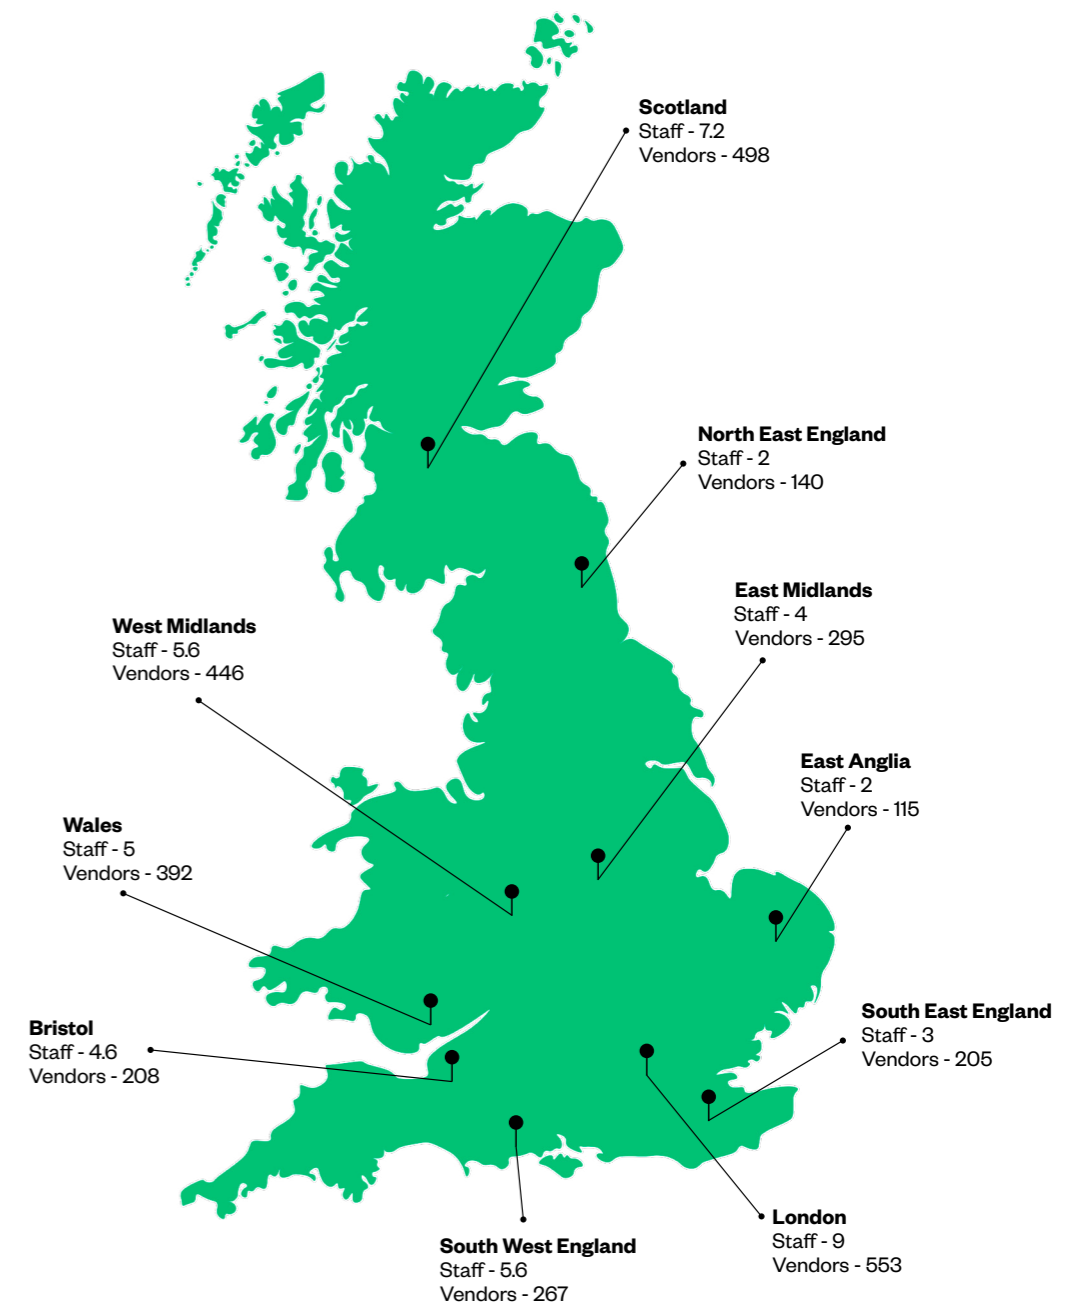 Scotland
Staff - 7.2
Vendors - 498
North East England
Staff - 2
Vendors - 140
East Midlands
Staff - 4
Vendors - 295
West Midlands
Staff - 5.6
Vendors - 446
East Anglia
Staff - 2
Vendors - 115
Wales
Staff - 5
Vendors - 392
South East England
Staff - 3
Vendors - 205
Bristol
Staff - 4.6
Vendors - 208
London
Staff - 9
Vendors - 553
South West England
Staff - 5.6
Vendors - 267